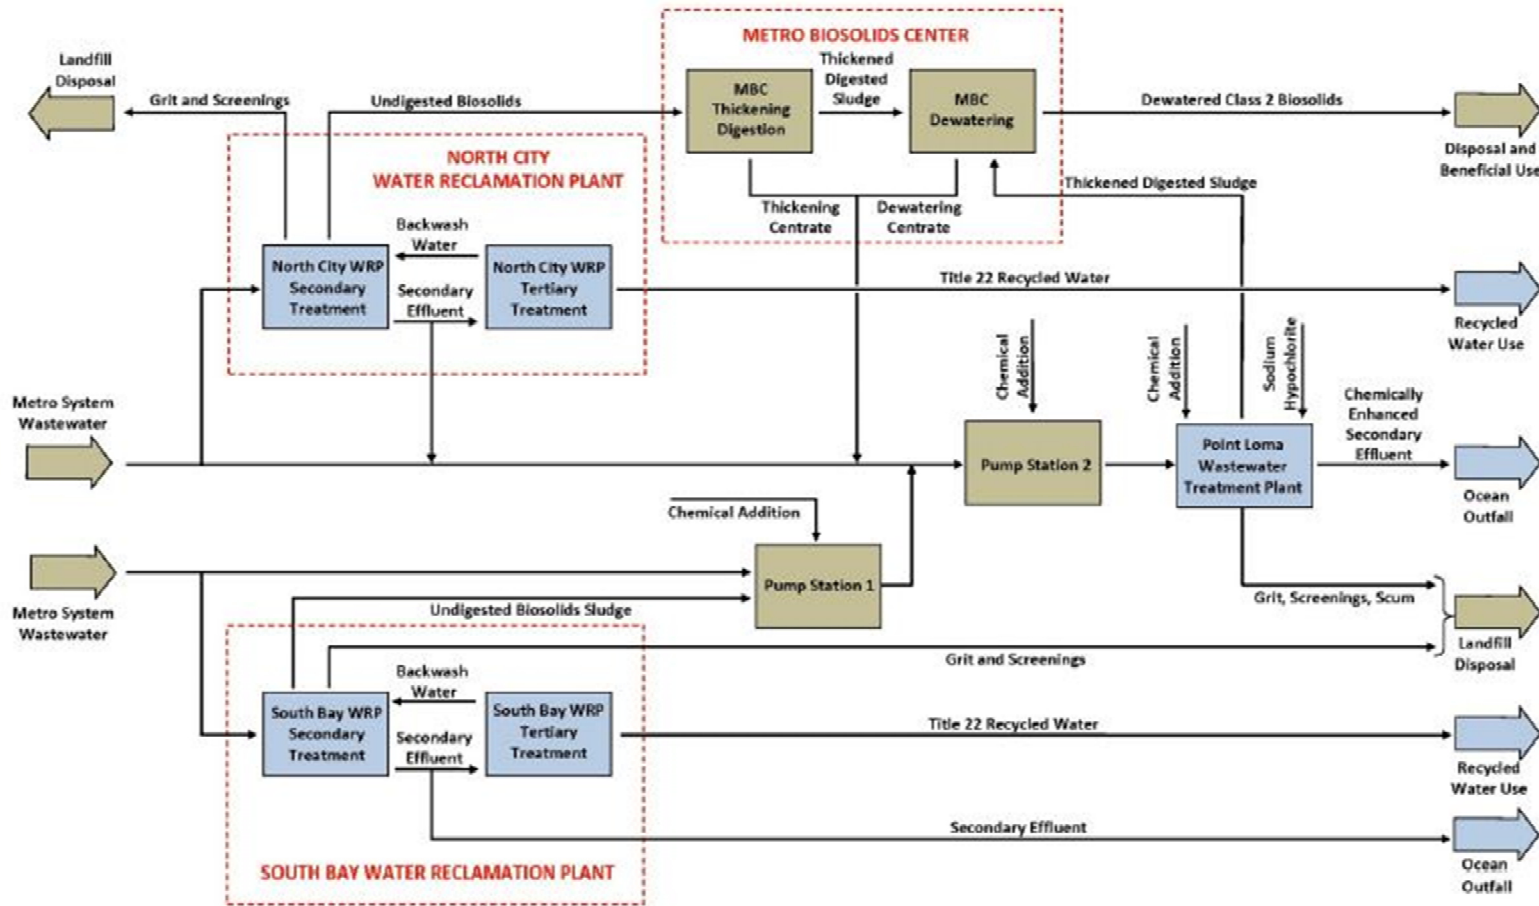 METRO BIOSOLIDS CENTER
Landfill
Disposal
Grit and Screenings
Undigested Biosolids
MBC
Thickening
Digestion
Thickened
Digested
Sludge
MBC
Dewatering
Dewatered Class 2 Biosolids
Disposal and
Beneficial Use
NORTH CITY
WATER RECLAMATION PLANT
Thickening
Centrate
Dewatering
Centrate
Thickened Digested Sludge
Backwash
Water
North City WRP
Secondary
Treatment
Secondary
Effluent
North City WRP
Tertiary
Treatment
Title 22 Recycled Water
Recycled
Water Use
Metro System
Wastewater
Chemical
Addition
Pump Station 2
Chemical
Addition
Sodium
Hypochlorite
Point Loma
Wastewater
Treatment Plant
Chemically
Enhanced
Secondary
Effluent
Ocean
Outfall
Chemical Addition
Pump Station 1
Metro System
Wastewater
Undigested Biosolids Sludge
Grit, Screenings, Scum
Grit and Screenings
Landfill
Disposal
Backwash
Water
South Bay WRP
Secondary
Treatment
Secondary
Effluent
South Bay WRP
Tertiary
Treatment
Title 22 Recycled Water
Recycled
Water Use
Secondary Effluent
Ocean
Outfall
SOUTH BAY WATER RECLAMATION PLANT